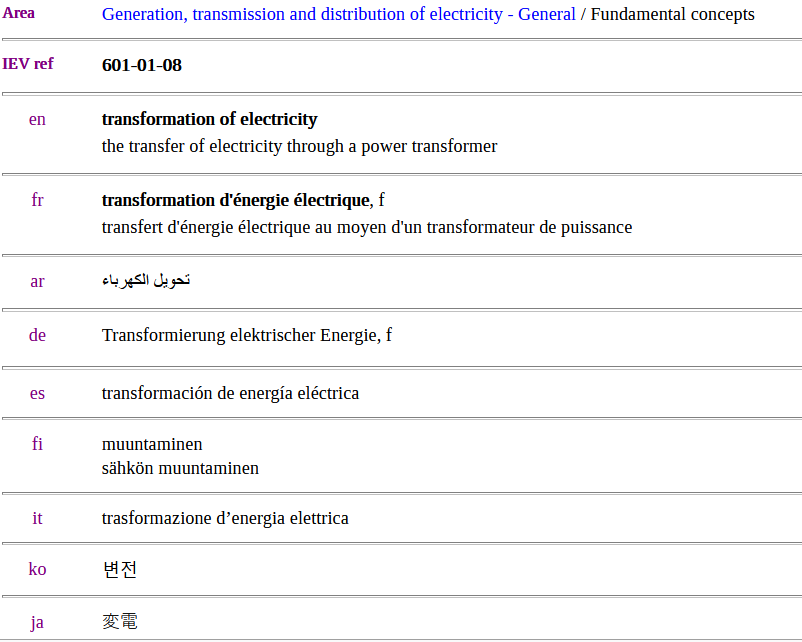 Area Generation, transmission and distribution of electricity - General / Fundamental concepts
IEV ref 601-01-08
en transformation of electricity
the transfer of electricity through a power transformer
fr transformation d'énergie électrique, f
transfert d'énergie électrique au moyen d'un transformateur de puissance
ar تحويل الكهرباء
de Transformierung elektrischer Energie, f
es transformación de energía eléctrica
fi muuntaminen
sähkön muuntaminen
it trasformazione d’energia elettrica
ko 변전
ja 変電